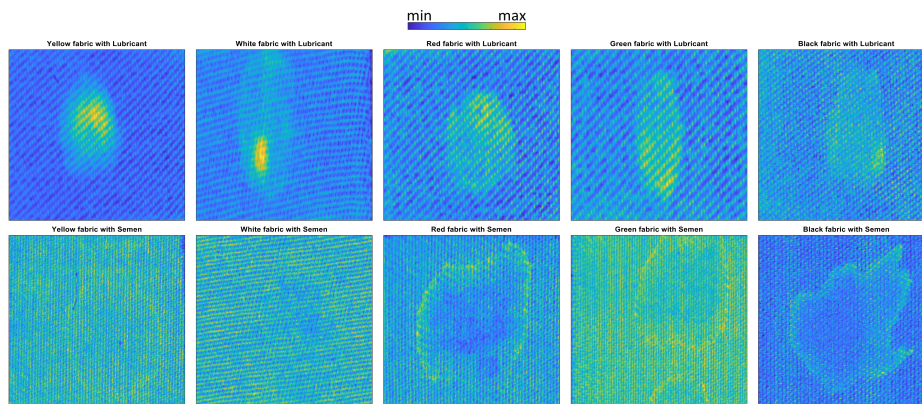 min max
Yellow fabric with Lubricant White fabric with Lubricant Red fabric with Lubricant Green fabric with Lubricant Black fabric with Lubricant
Yellow fabric with Semen White fabric with Semen Red fabric with Semen Green fabric with Semen Black fabric with Semen